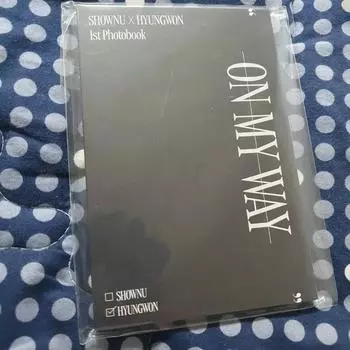 SHOWNU × HYUNGWON
1st Photobook
ON MY WAY
SHOWNU
HYUNGWON